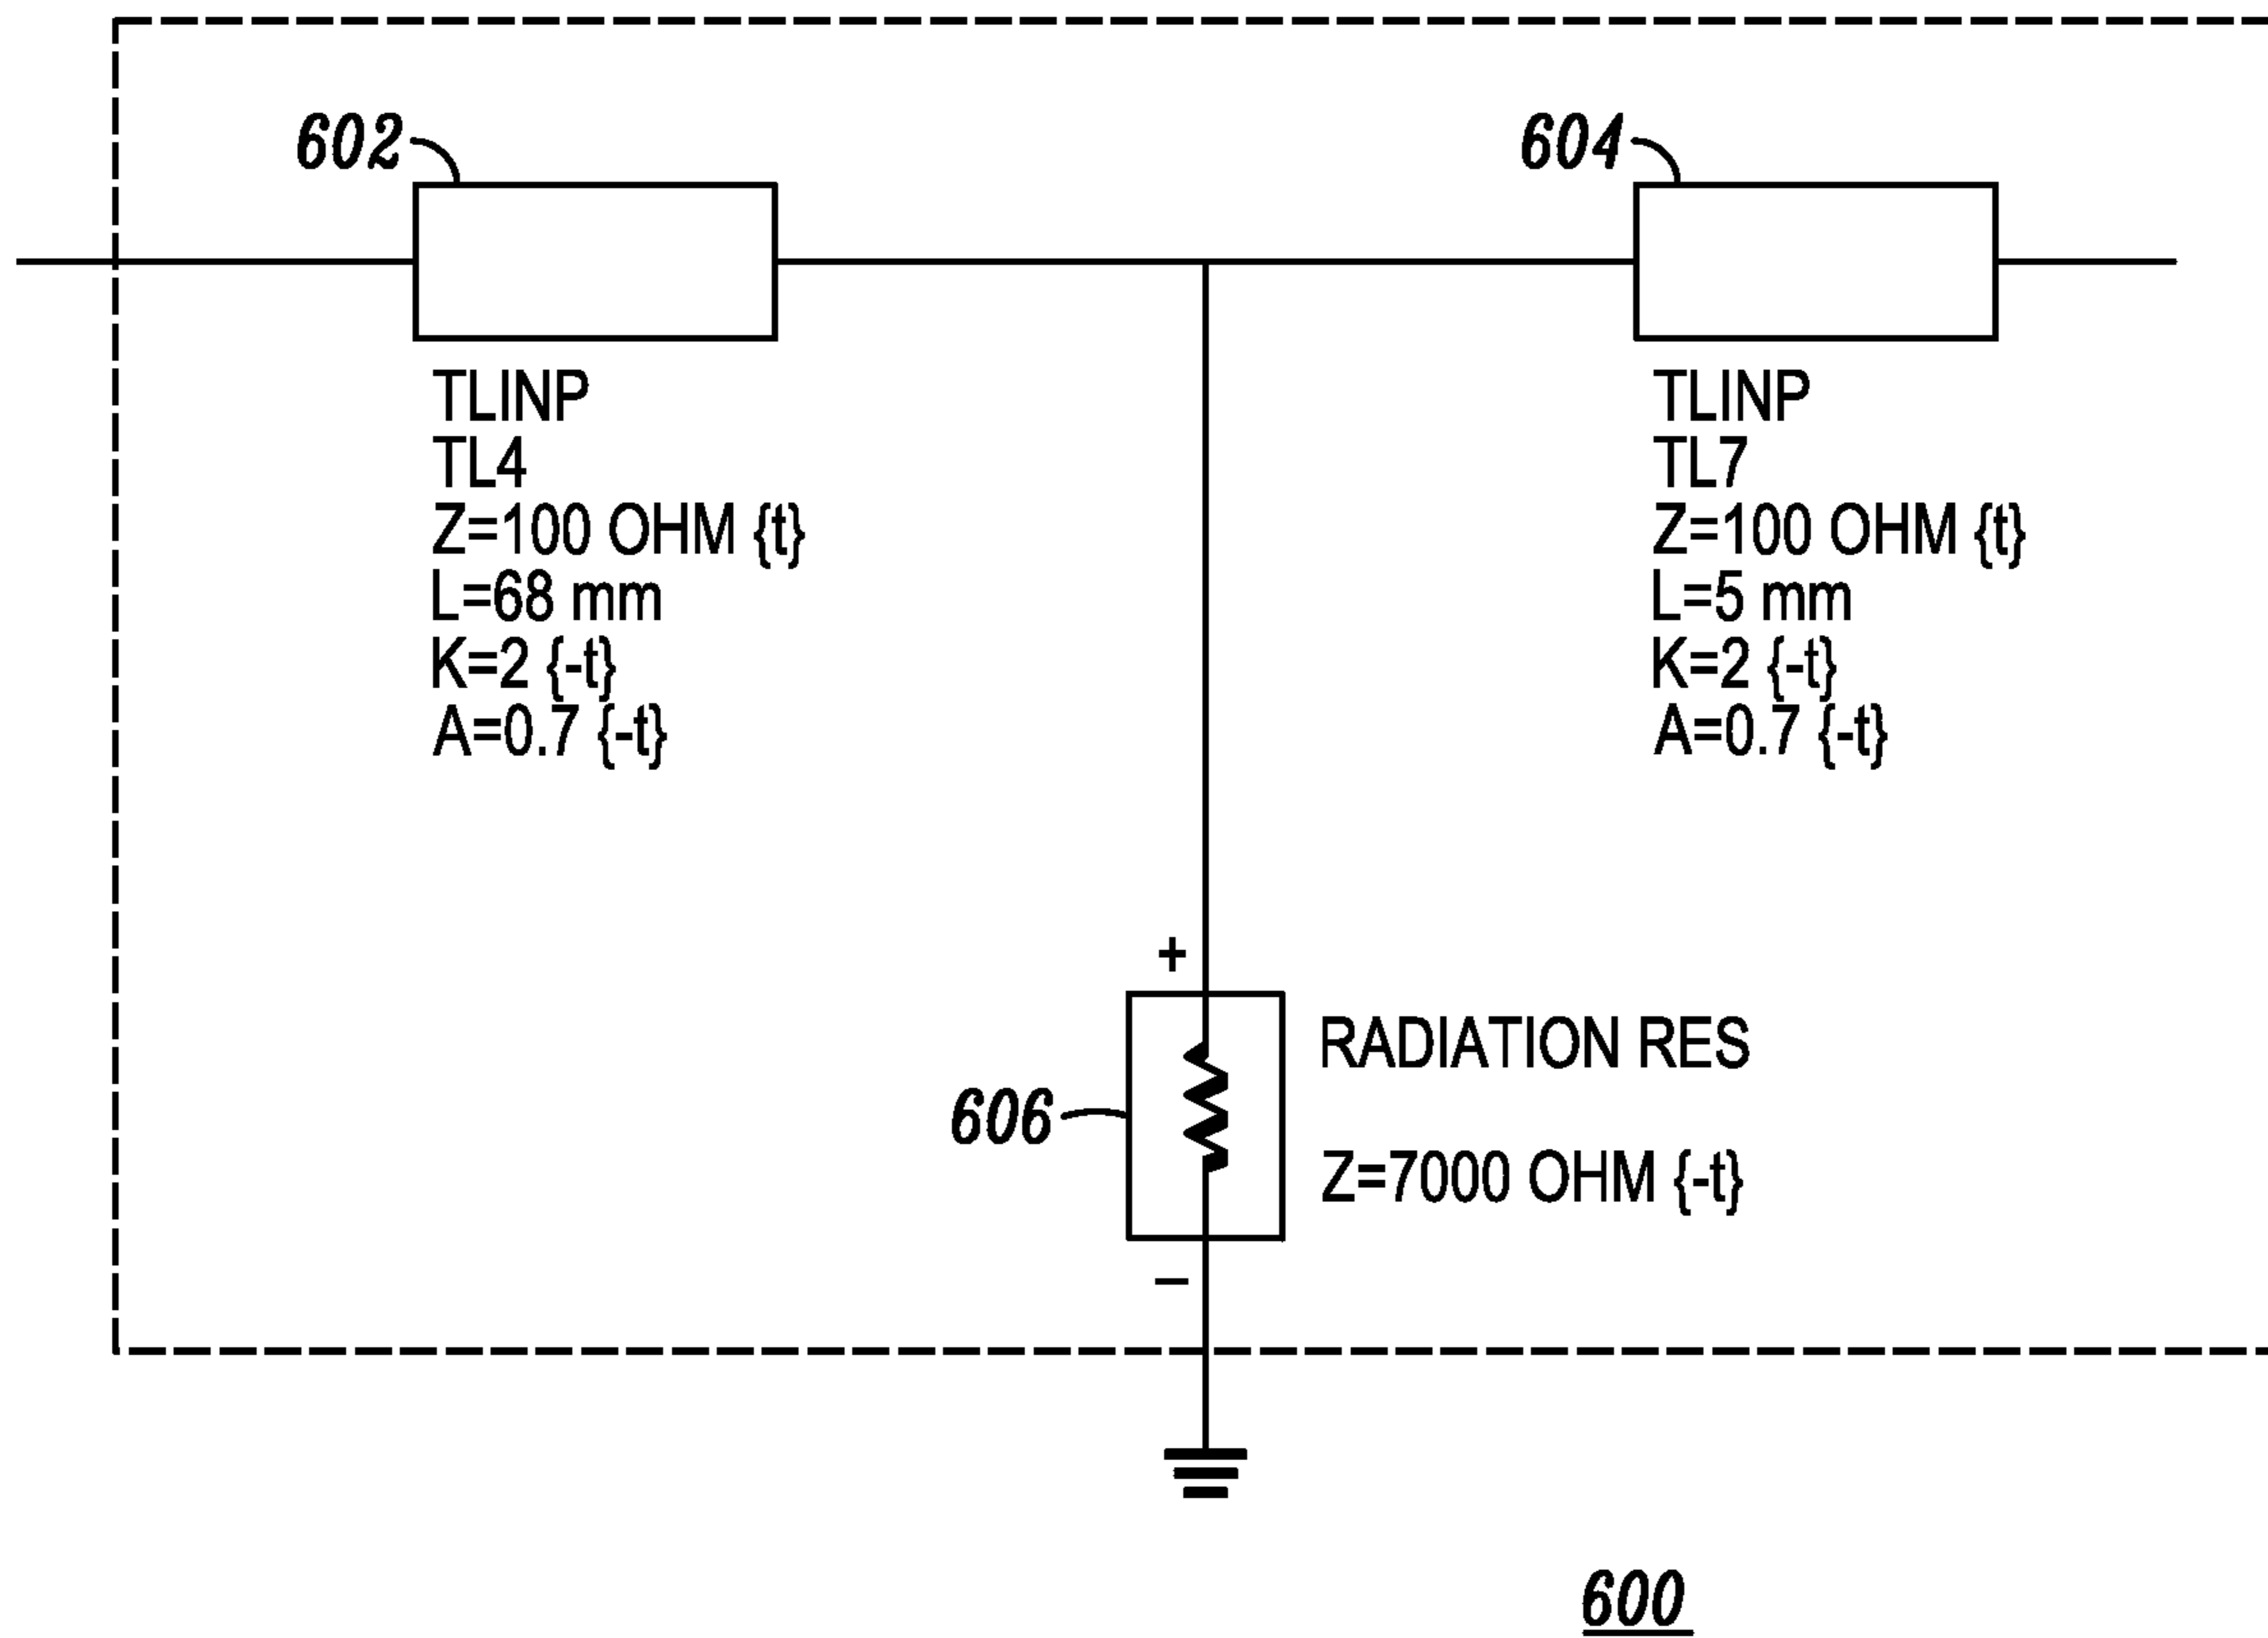 602
604
TLINP
TL4
Z=100 OHM {t}
L=68 mm
K=2 {-t}
A=0.7 {-t}
TLINP
TL7
Z=100 OHM {t}
L=5 mm
K=2 {-t}
A=0.7 {-t}
+
606
RADIATION RES
Z=7000 OHM {-t}
–
600